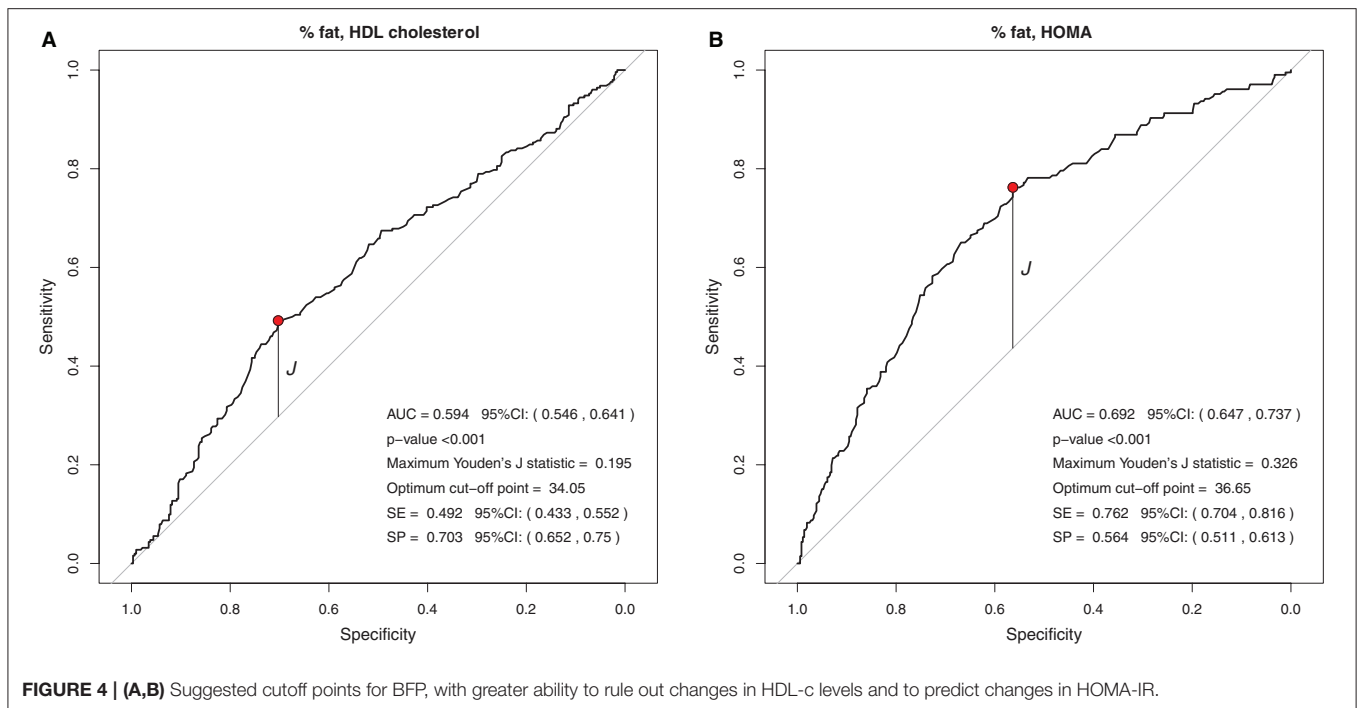 A
% fat, HDL cholesterol
1.0
0.8
0.6
0.4
0.2
0.0
Sensitivity
J
AUC = 0.594 95%CI: ( 0.546 , 0.641 )
p−value <0.001
Maximum Youden's J statistic = 0.195
Optimum cut−off point = 34.05
SE = 0.492 95%CI: ( 0.433 , 0.552 )
SP = 0.703 95%CI: ( 0.652 , 0.75 )
1.0 0.8 0.6 0.4 0.2 0.0
Specificity
B
% fat, HOMA
1.0
0.8
0.6
0.4
0.2
0.0
Sensitivity
J
AUC = 0.692 95%CI: ( 0.647 , 0.737 )
p−value <0.001
Maximum Youden's J statistic = 0.326
Optimum cut−off point = 36.65
SE = 0.762 95%CI: ( 0.704 , 0.816 )
SP = 0.564 95%CI: ( 0.511 , 0.613 )
1.0 0.8 0.6 0.4 0.2 0.0
Specificity
FIGURE 4 | (A,B) Suggested cutoff points for BFP, with greater ability to rule out changes in HDL-c levels and to predict changes in HOMA-IR.